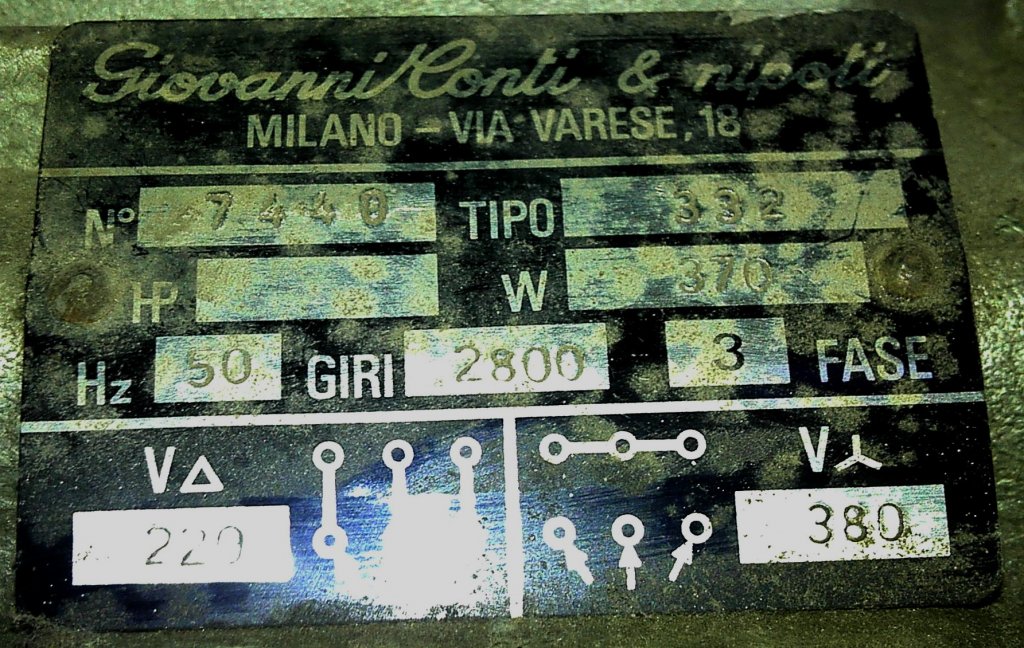 Giovanni Conti & nipoti
MILANO - VIA VARESE, 18
N° 7440 TIPO 332
HP W 370
Hz 50 GIRI 2800 3 FASE
V△ V⅄
220 380